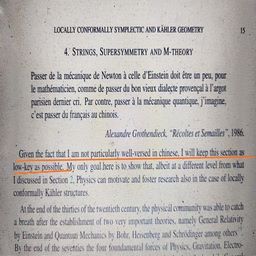 LOCALLY CONFORMALLY SYMPLECTIC AND KÄHLER GEOMETRY 15
4. STRINGS, SUPERSYMMETRY AND M-THEORY
Passer de la mécanique de Newton à celle d'Einstein doit être un peu, pour
le mathématicien, comme de passer du bon vieux dialecte provençal à l'argot
parisien dernier cri. Par contre, passer à la mécanique quantique, j'imagine,
c'est passer du français au chinois.
Alexandre Grothendieck, "Récoltes et Semailles", 1986.
Given the fact that I am not particularly well-versed in chinese, I will keep this section as
low-key as possible. My only goal here is to show that, albeit at a different level from what
I discussed in Section 2, Physics can motivate and foster research also in the case of locally
conformally Kähler structures.
At the end of the thirties of the twentieth century, the physical community was able to catch
a breath after the establishment of two very important theories, namely General Relativity
by Einstein and Quantum Mechanics by Bohr, Heisenberg and Schrödinger among others.
By the end of the seventies the four foundamental forces of Physics, Gravitation, Electro-